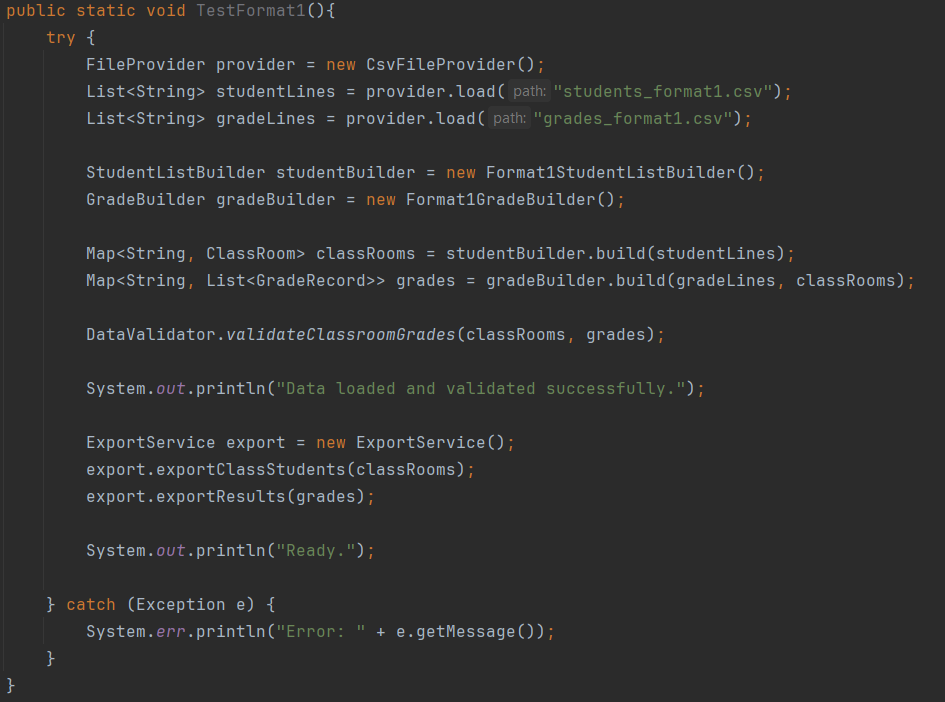 public static void TestFormat1(){
try {
FileProvider provider = new CsvFileProvider();
List<String> studentLines = provider.load( path: "students_format1.csv");
List<String> gradeLines = provider.load( path: "grades_format1.csv");
StudentListBuilder studentBuilder = new Format1StudentListBuilder();
GradeBuilder gradeBuilder = new Format1GradeBuilder();
Map<String, ClassRoom> classRooms = studentBuilder.build(studentLines);
Map<String, List<GradeRecord>> grades = gradeBuilder.build(gradeLines, classRooms);
DataValidator.validateClassroomGrades(classRooms, grades);
System.out.println("Data loaded and validated successfully.");
ExportService export = new ExportService();
export.exportClassStudents(classRooms);
export.exportResults(grades);
System.out.println("Ready.");
} catch (Exception e) {
System.err.println("Error: " + e.getMessage());
}
}